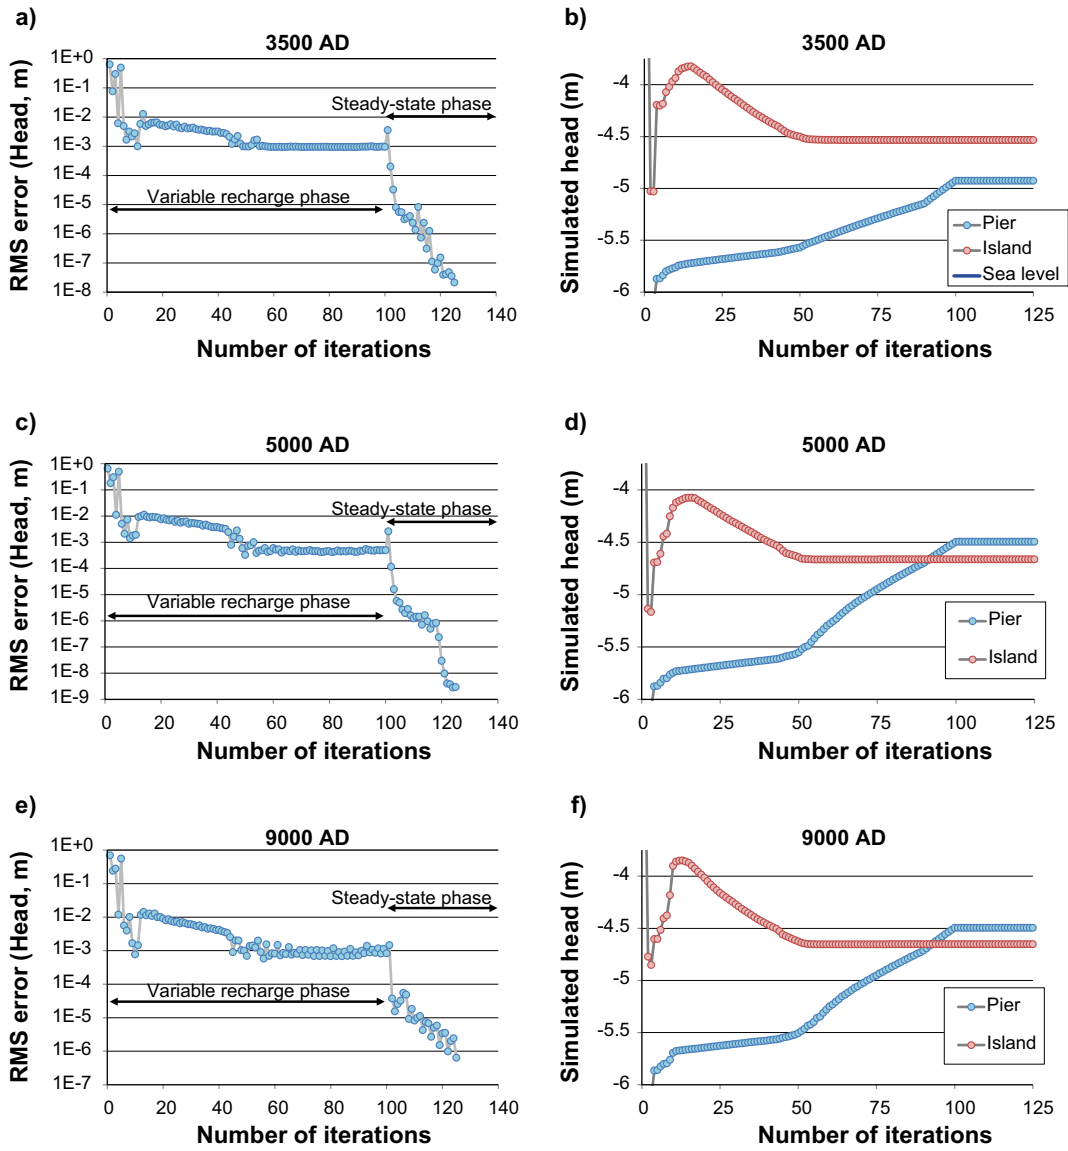 a)
3500 AD
RMS error (Head, m)
1E+0
1E-1
1E-2
1E-3
1E-4
1E-5
1E-6
1E-7
1E-8
Steady-state phase
Variable recharge phase
0 20 40 60 80 100 120 140
Number of iterations
b)
3500 AD
Simulated head (m)
-4
-4.5
-5
-5.5
-6
Pier
Island
Sea level
0 25 50 75 100 125
Number of iterations
c)
5000 AD
RMS error (Head, m)
1E+0
1E-1
1E-2
1E-3
1E-4
1E-5
1E-6
1E-7
1E-8
1E-9
Steady-state phase
Variable recharge phase
0 20 40 60 80 100 120 140
Number of iterations
d)
5000 AD
Simulated head (m)
-4
-4.5
-5
-5.5
-6
Pier
Island
0 25 50 75 100 125
Number of iterations
e)
9000 AD
RMS error (Head, m)
1E+0
1E-1
1E-2
1E-3
1E-4
1E-5
1E-6
1E-7
Steady-state phase
Variable recharge phase
0 20 40 60 80 100 120 140
Number of iterations
f)
9000 AD
Simulated head (m)
-4
-4.5
-5
-5.5
-6
Pier
Island
0 25 50 75 100 125
Number of iterations